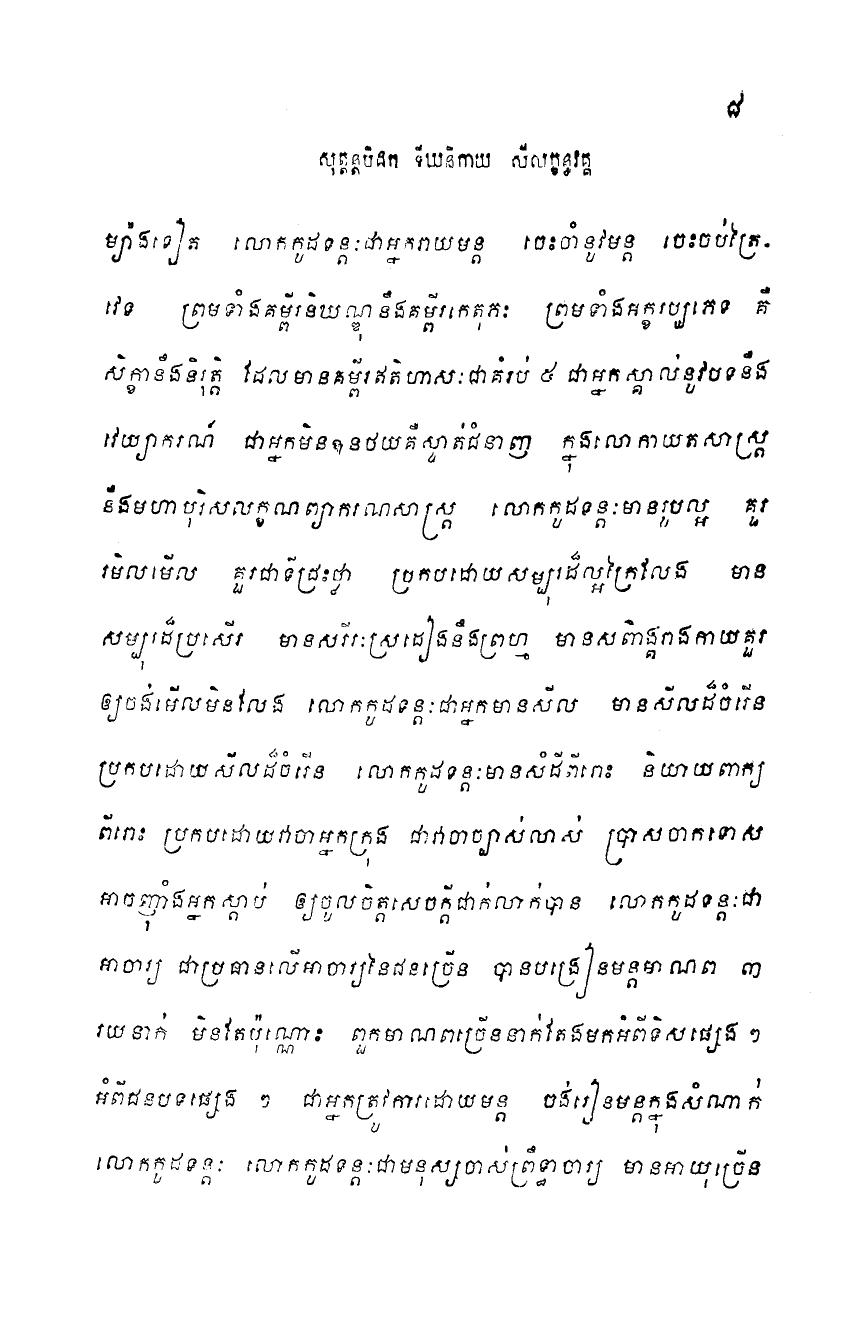 ៨
សុត្តន្តបិដក ទីឃនិកាយ សីលក្ខន្ធវគ្គ
ម្យ៉ាងទៀត លោកកូដទន្តៈជាអ្នករាយមន្ត ចេះចាំនូវមន្ត ចេះចប់ត្រៃ-
វេទ ព្រមទាំងគម្ពីរនិឃណ្ឌុនឹងគម្ពីរកេតុភៈ ព្រមទាំងអក្ខរប្បភេទ គឺ
សិក្ខានឹងនិរុត្តិ ដែលមានគម្ពីរឥតិហាសៈជាគំរប់ ៥ ជាអ្នកស្គាល់នូវបទនឹង
វេយ្យាករណ៍ ជាអ្នកមិនខុនថយគឺស្ទាត់ជំនាញ ក្នុងលោកាយតសាស្ត្រ
នឹងមហាបុរិសលក្ខណព្យាករណសាស្ត្រ លោកកូដទន្តៈមានរូបល្អ គួរ
រមិលមើល គួរជាទីជ្រះថ្លា ប្រកបដោយសម្បុរដ៏ល្អក្រៃលែង មាន
សម្បុរដ៏ប្រសើរ មានសរីរៈស្រដៀងនឹងព្រហ្ម មានសព៌ាង្គរាងកាយគួរ
ឲ្យចង់មើលមិនលែង លោកកូដទន្តៈជាអ្នកមានសីល មានសីលដ៏ចំរើន
ប្រកបដោយសីលដ៏ចំរើន លោកកូដទន្តៈមានសំដីពីរោះ និយាយពាក្យ
ពីរោះ ប្រកបដោយវាចាអ្នកក្រុង ជាវាចាច្បាស់លាស់ ប្រាសចាកទោស
អាចញ៉ាំងអ្នកស្តាប់ ឲ្យចូលចិត្តសេចក្តីជាក់លាក់បាន លោកកូដទន្តៈជា
អាចារ្យ ជាប្រធានលើអាចារ្យនៃជនច្រើន បានបង្រៀនមន្តមាណព ៣
រយនាក់ មិនតែប៉ុណ្ណោះ ពួកមាណពច្រើននាក់តែងមកអំពីទិសផ្សេង ៗ
អំពីជនបទផ្សេង ៗ ជាអ្នកត្រូវការដោយមន្ត ចង់រៀនមន្តក្នុងសំណាក់
លោកកូដទន្តៈ លោកកូដទន្តៈជាមនុស្សចាស់ព្រឹទ្ធាចារ្យ មានអាយុច្រើន